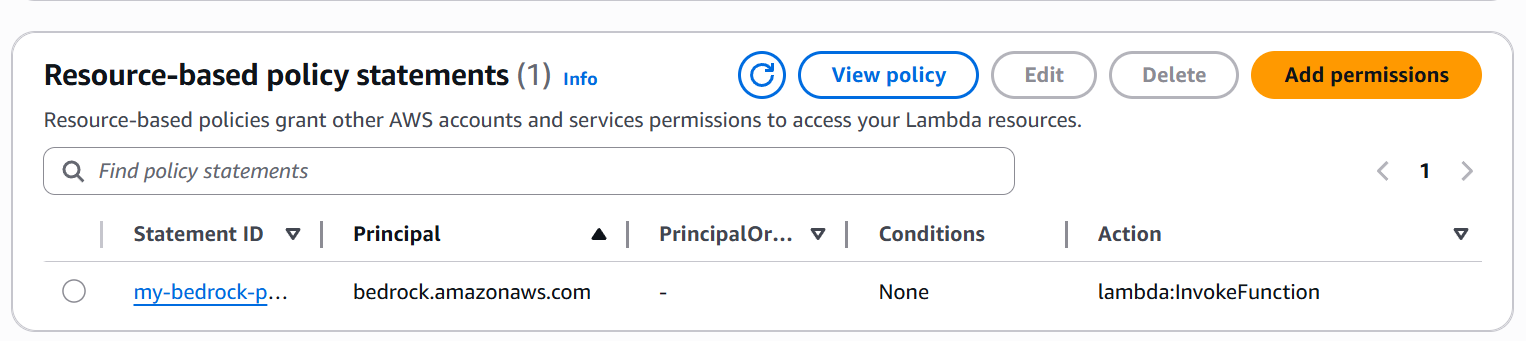 Resource-based policy statements (1) Info View policy Edit Delete Add permissions
Resource-based policies grant other AWS accounts and services permissions to access your Lambda resources.
Find policy statements 1
Statement ID Principal PrincipalOr... Conditions Action
my-bedrock-p... bedrock.amazonaws.com - None lambda:InvokeFunction